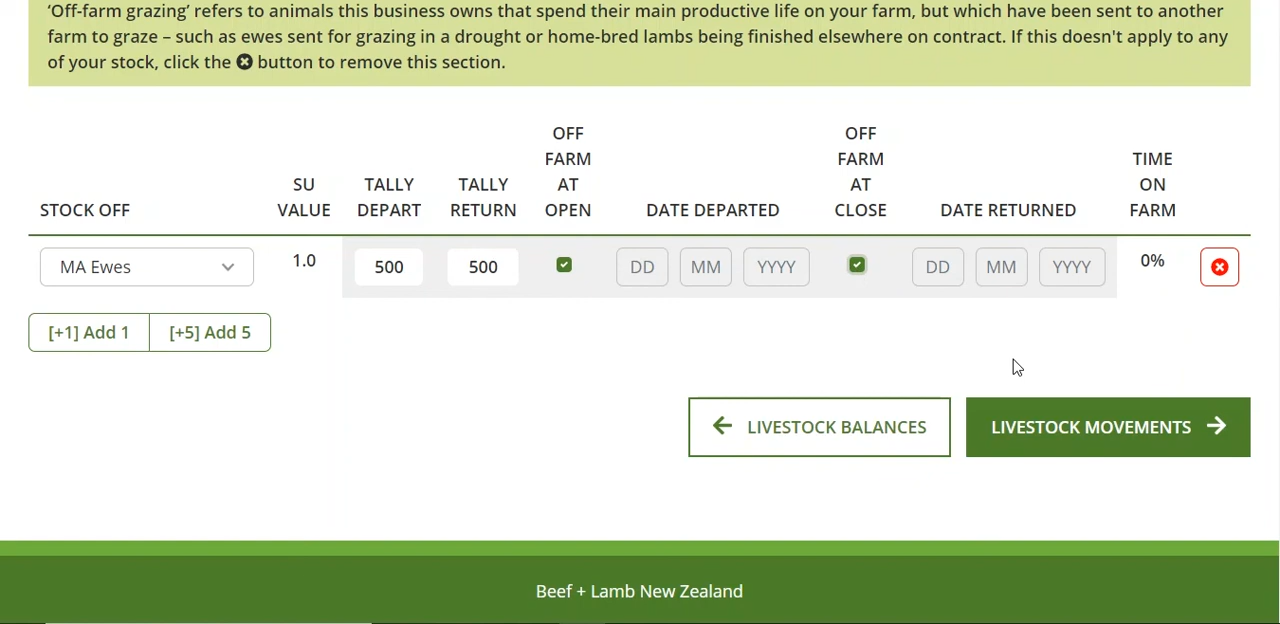 ‘Off-farm grazing’ refers to animals this business owns that spend their main productive life on your farm, but which have been sent to another
farm to graze – such as ewes sent for grazing in a drought or home-bred lambs being finished elsewhere on contract. If this doesn't apply to any
of your stock, click the button to remove this section.
STOCK OFF
SU VALUE
TALLY DEPART
TALLY RETURN
OFF FARM AT OPEN
DATE DEPARTED
OFF FARM AT CLOSE
DATE RETURNED
TIME ON FARM
MA Ewes 1.0 500 500 DD MM YYYY DD MM YYYY 0%
[+1] Add 1 [+5] Add 5
LIVESTOCK BALANCES LIVESTOCK MOVEMENTS
Beef + Lamb New Zealand